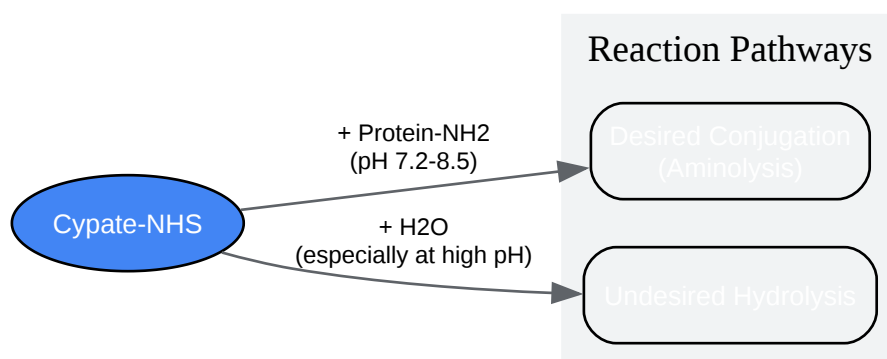 Reaction Pathways
+ Protein-NH2
(pH 7.2-8.5)
Desired Conjugation
(Aminolysis)
Cypate-NHS
+ H2O
(especially at high pH)
Undesired Hydrolysis